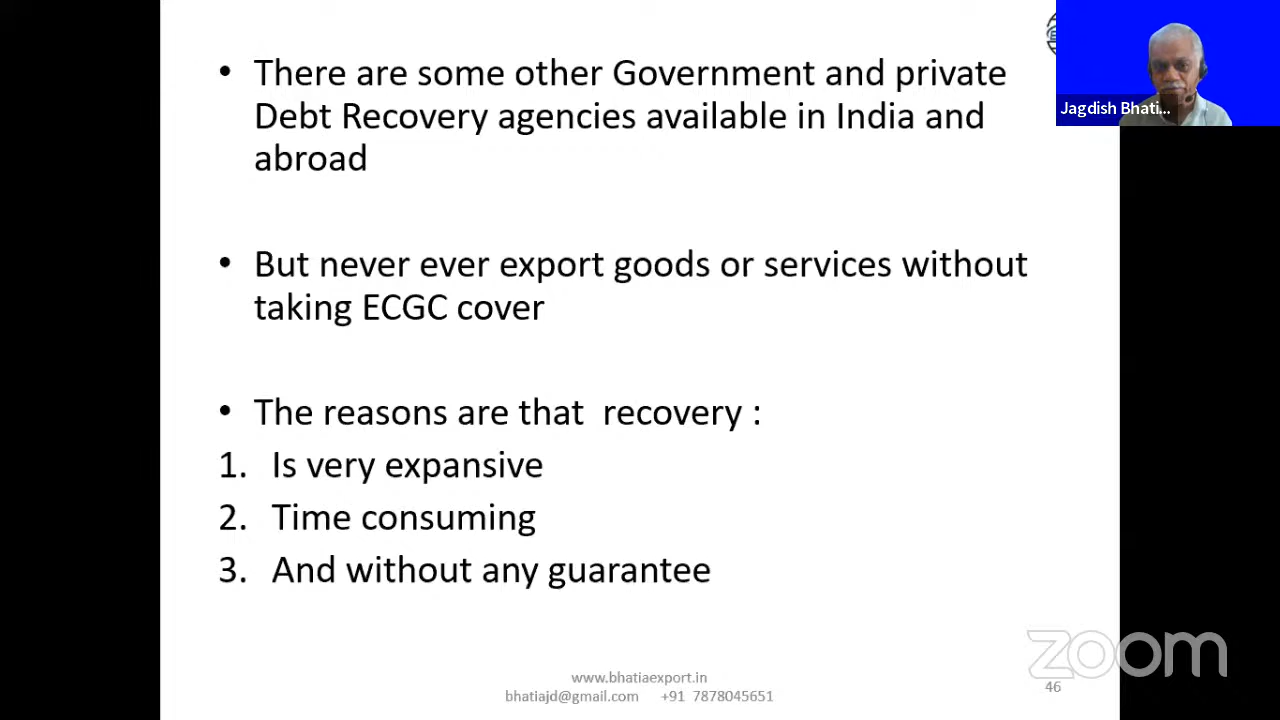 • There are some other Government and private
Debt Recovery agencies available in India and
abroad
• But never ever export goods or services without
taking ECGC cover
• The reasons are that  recovery :
1. Is very expansive
2. Time consuming
3. And without any guarantee
Jagdish Bhati...
zoom
www.bhatiaexport.in
bhatiajd@gmail.com    +91 7878045651
46